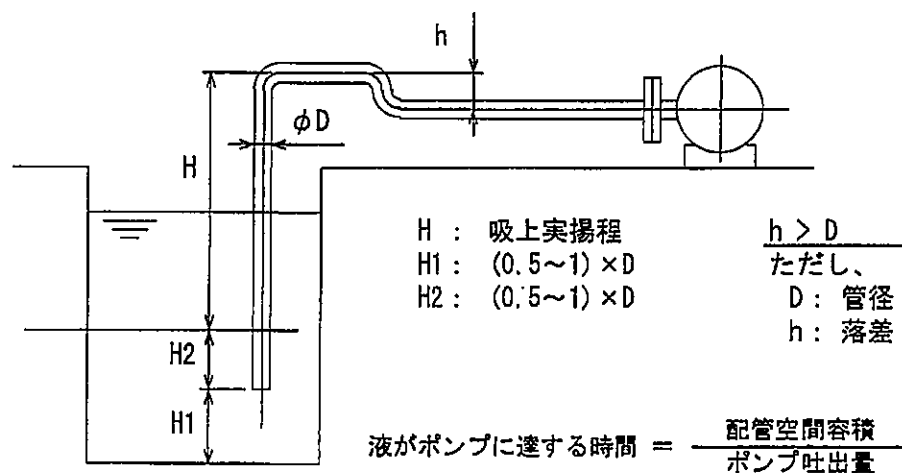 h
φD
H
H : 吸上実揚程
H1 : (0.5~1)×D
H2 : (0.5~1)×D
h > D
ただし、
D : 管径
h : 落差
H2
H1
液がポンプに達する時間 = 配管空間容積
ポンプ吐出量